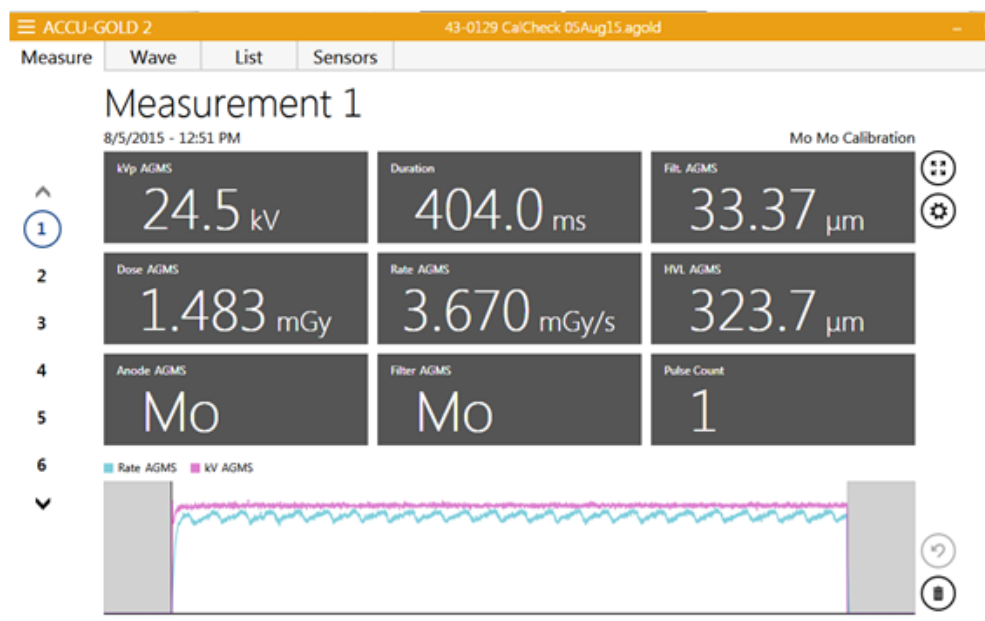 ACCU-GOLD 2
43-0129 CalCheck 05Aug15.agold
Measure Wave List Sensors
Measurement 1
8/5/2015 - 12:51 PM
Mo Mo Calibration
kVp AGMS
24.5 kV
Duration
404.0 ms
Filt. AGMS
33.37 μm
Dose AGMS
1.483 mGy
Rate AGMS
3.670 mGy/s
HVL AGMS
323.7 μm
Anode AGMS
Mo
Filter AGMS
Mo
Pulse Count
1
1
2
3
4
5
6
Rate AGMS kV AGMS